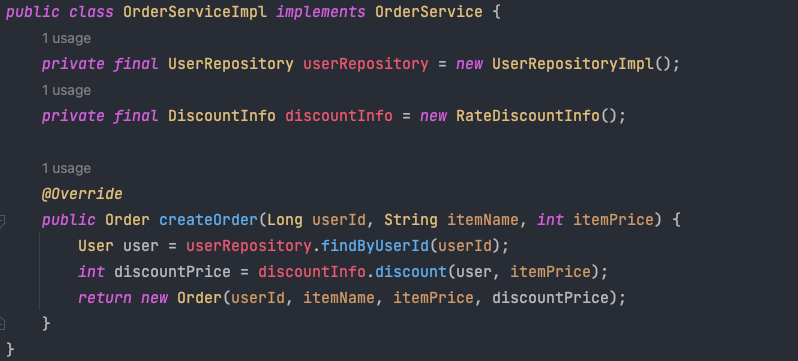 public class OrderServiceImpl implements OrderService {
1 usage
private final UserRepository userRepository = new UserRepositoryImpl();
1 usage
private final DiscountInfo discountInfo = new RateDiscountInfo();
1 usage
@Override
public Order createOrder(Long userId, String itemName, int itemPrice) {
User user = userRepository.findByUserId(userId);
int discountPrice = discountInfo.discount(user, itemPrice);
return new Order(userId, itemName, itemPrice, discountPrice);
}
}